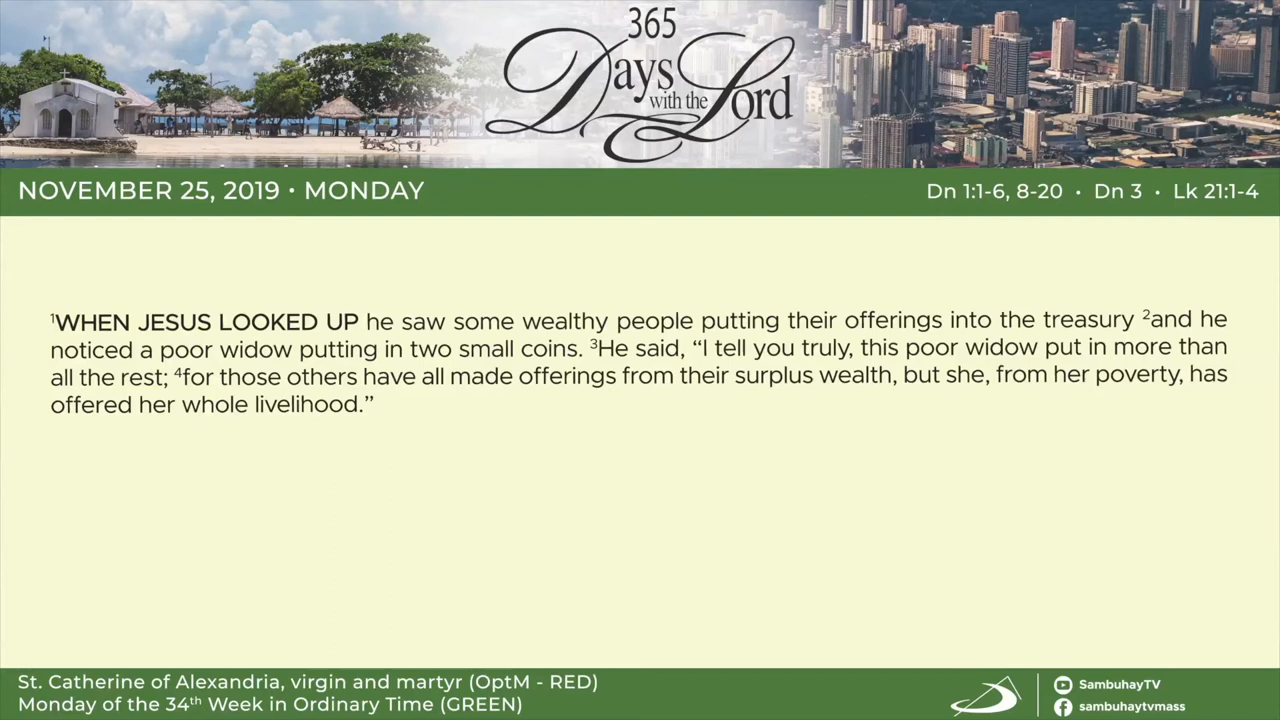 365
Days with the Lord
NOVEMBER 25, 2019 • MONDAY
Dn 1:1-6, 8-20 • Dn 3 • Lk 21:1-4
¹WHEN JESUS LOOKED UP he saw some wealthy people putting their offerings into the treasury ²and he
noticed a poor widow putting in two small coins. ³He said, “I tell you truly, this poor widow put in more than
all the rest; ⁴for those others have all made offerings from their surplus wealth, but she, from her poverty, has
offered her whole livelihood.”
St. Catherine of Alexandria, virgin and martyr (OptM - RED)
Monday of the 34th Week in Ordinary Time (GREEN)
SambuhayTV
sambuhaytvmass